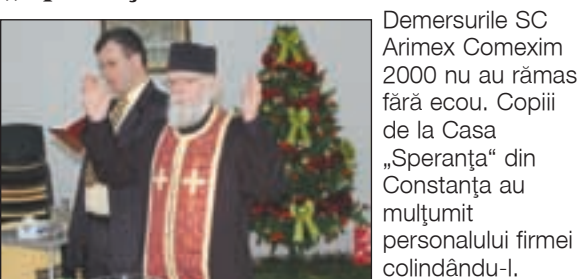 Demersurile SC
Arimex Comexim
2000 nu au rămas
fără ecou. Copiii
de la Casa
„Speranţa“ din
Constanţa au
mulţumit
personalului firmei
colindându-l.